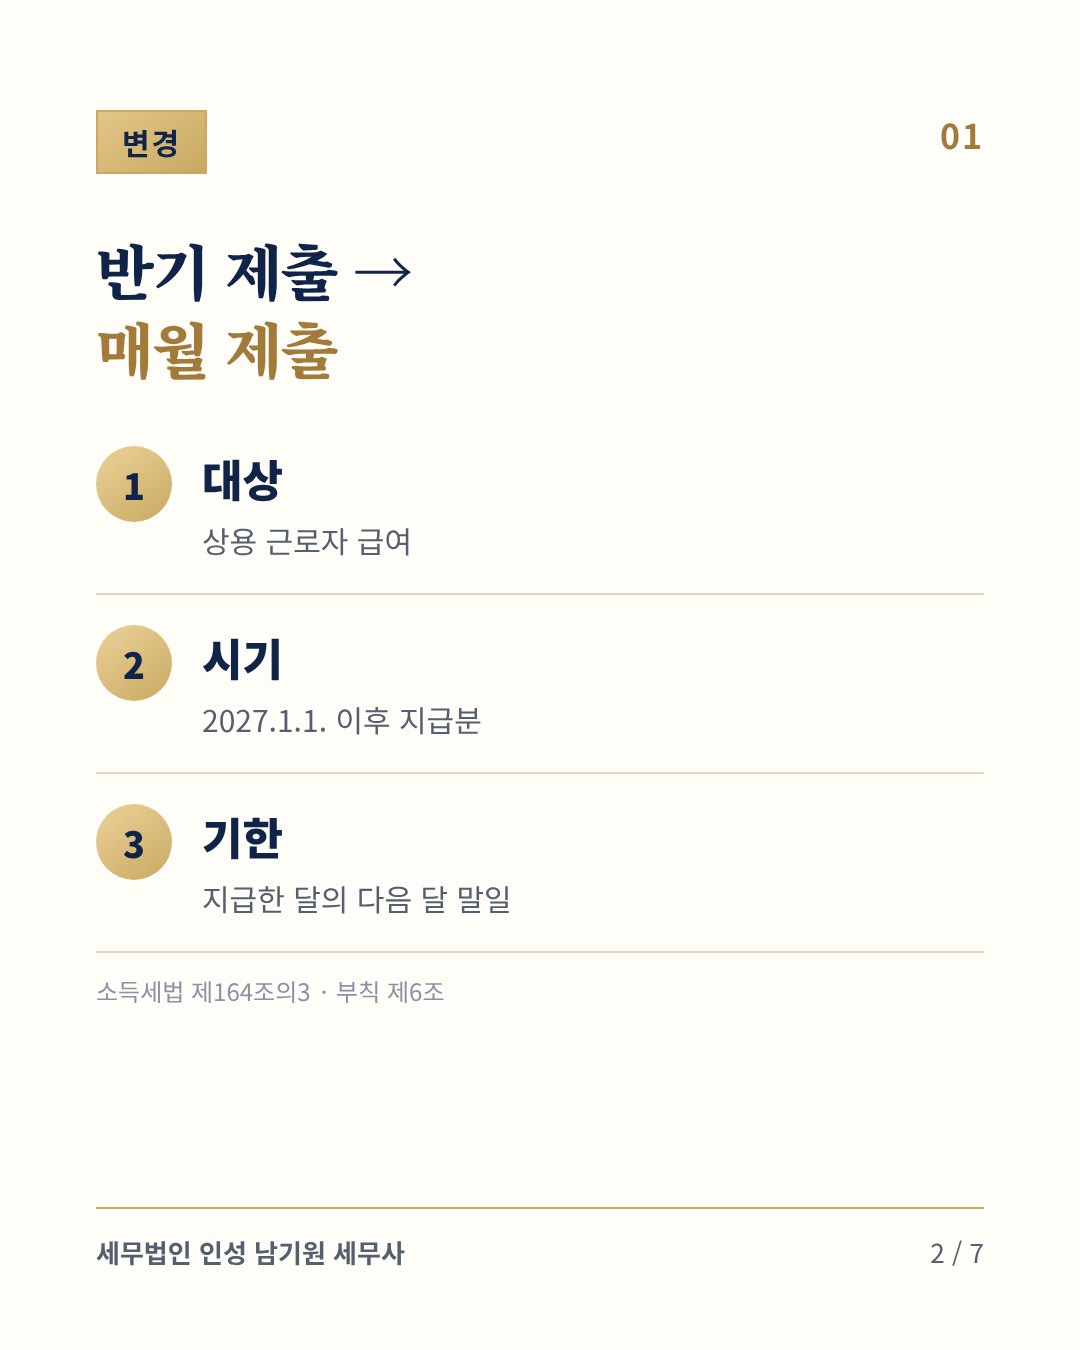 변경
01
반기 제출 →
매월 제출
1 대상
상용 근로자 급여
2 시기
2027.1.1. 이후 지급분
3 기한
지급한 달의 다음 달 말일
소득세법 제164조의3 · 부칙 제6조
세무법인 인성 남기원 세무사
2 / 7